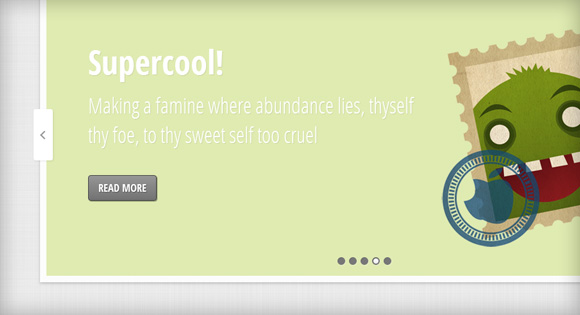 Supercool!
Making a famine where abundance lies, thyself
thy foe, to thy sweet self too cruel
READ MORE